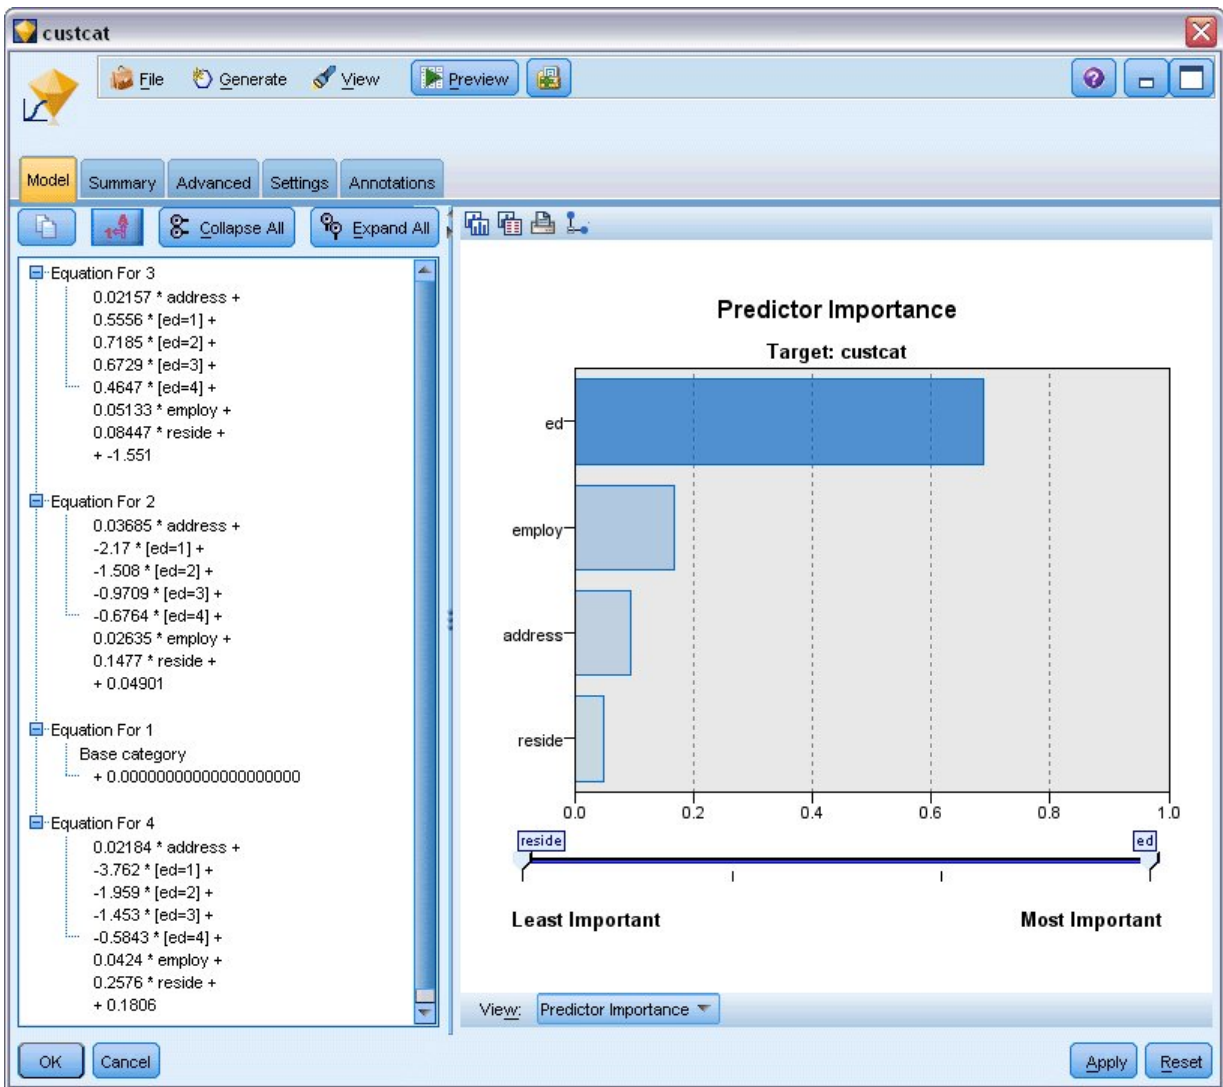 custcat
File Generate View Preview
Model Summary Advanced Settings Annotations
Collapse All Expand All
Equation For 3
0.02157 * address +
0.5556 * [ed=1] +
0.7185 * [ed=2] +
0.6729 * [ed=3] +
0.4647 * [ed=4] +
0.05133 * employ +
0.08447 * reside +
+ -1.551
Equation For 2
0.03685 * address +
-2.17 * [ed=1] +
-1.508 * [ed=2] +
-0.9709 * [ed=3] +
-0.6764 * [ed=4] +
0.02635 * employ +
0.1477 * reside +
+ 0.04901
Equation For 1
Base category
+ 0.00000000000000000000
Equation For 4
0.02184 * address +
-3.762 * [ed=1] +
-1.959 * [ed=2] +
-1.453 * [ed=3] +
-0.5843 * [ed=4] +
0.0424 * employ +
0.2576 * reside +
+ 0.1806
Predictor Importance
Target: custcat
ed
employ
address
reside
0.0 0.2 0.4 0.6 0.8 1.0
reside ed
Least Important Most Important
View: Predictor Importance
OK Cancel Apply Reset